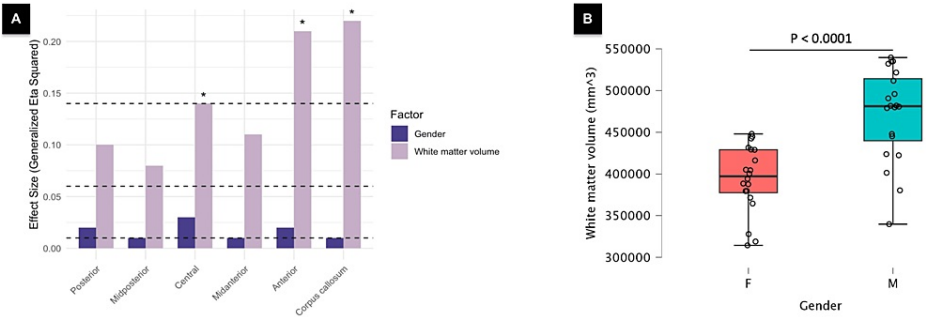 A
Effect Size (Generalized Eta Squared)
0.20
0.15
0.10
0.05
0.00
*
*
*
Posterior
Midposterior
Central
Midanterior
Anterior
Corpus callosum
Factor
Gender
White matter volume
B
P < 0.0001
White matter volume (mm^3)
550000
500000
450000
400000
350000
300000
F
M
Gender